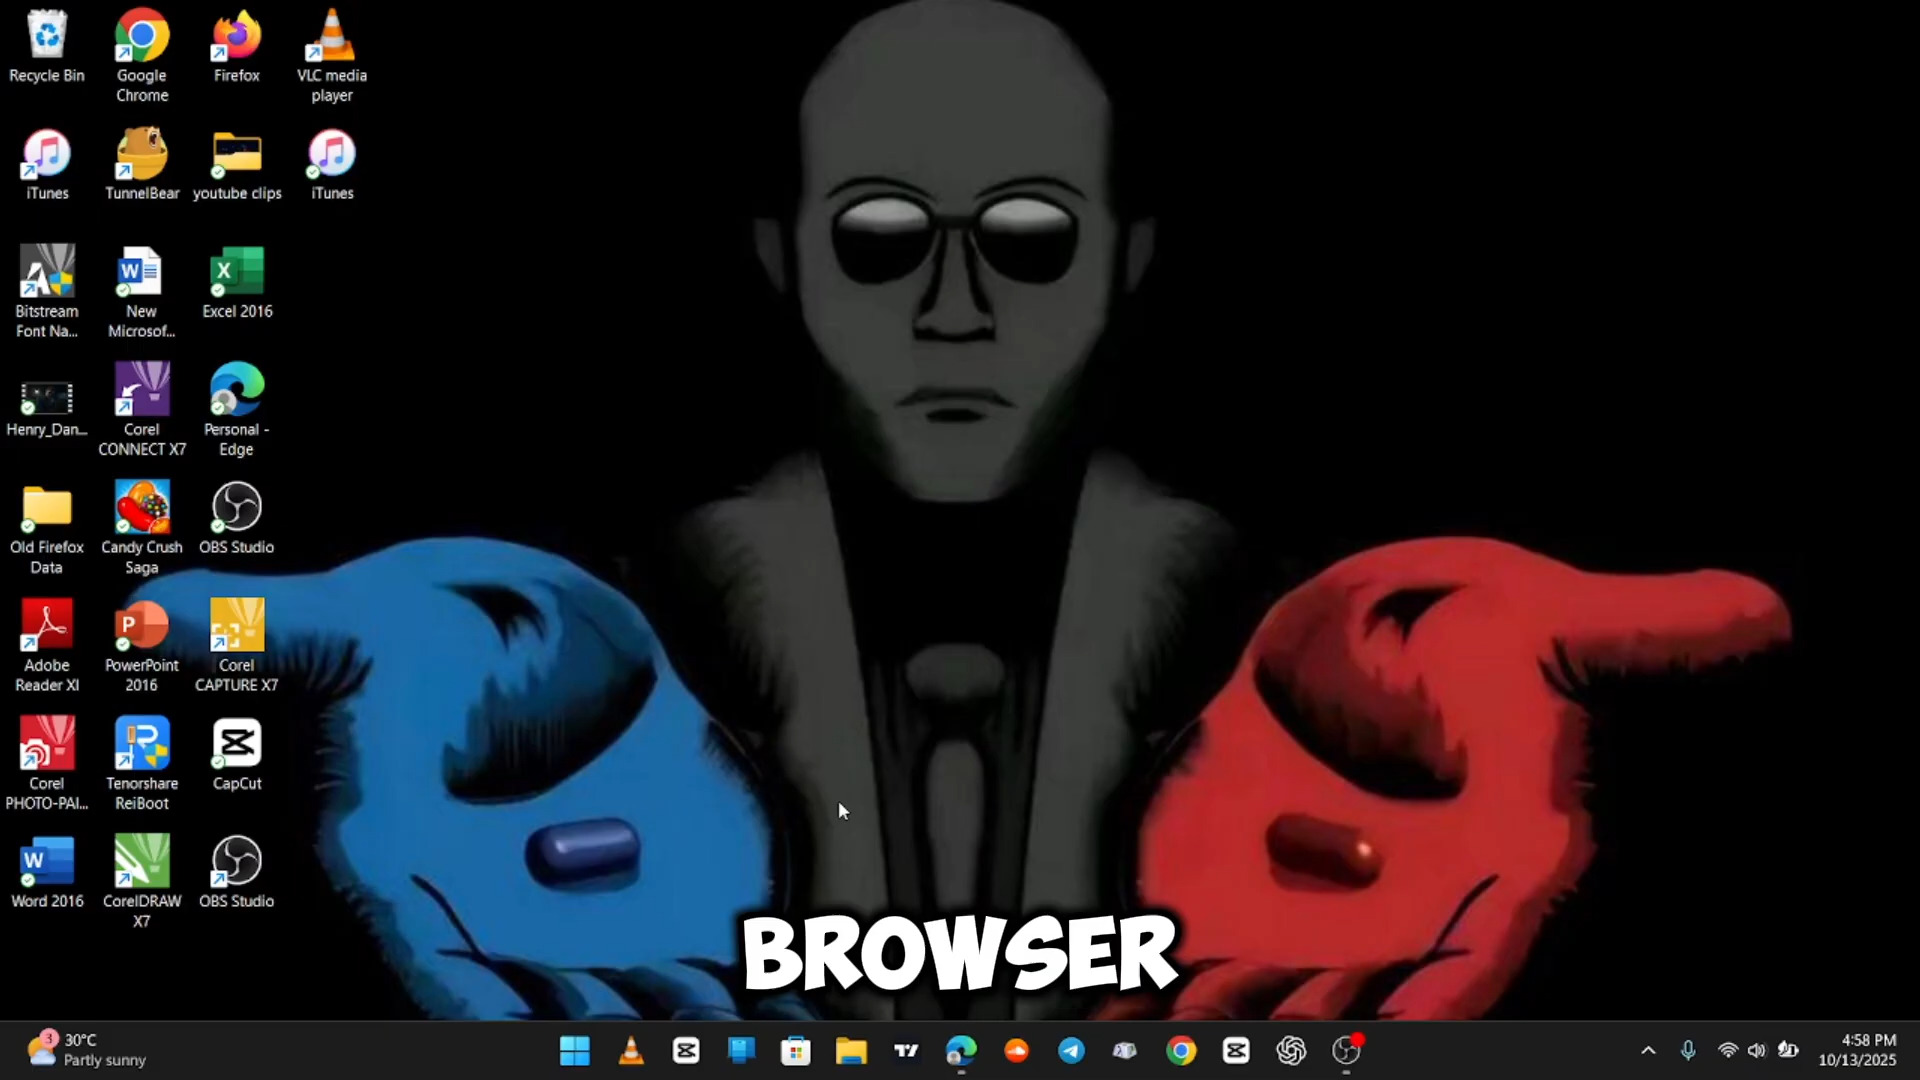 Recycle Bin
Google
Chrome
Firefox
VLC media
player
iTunes
TunnelBear
youtube clips
iTunes
Bitstream
Font Na...
New
Microsof...
Excel 2016
Henry_Dan...
Corel
CONNECT X7
Personal -
Edge
Old Firefox
Data
Candy Crush
Saga
OBS Studio
Adobe
Reader XI
PowerPoint
2016
Corel
CAPTURE X7
Corel
PHOTO-PAI...
Tenorshare
ReiBoot
CapCut
Word 2016
CorelDRAW
X7
OBS Studio
BROWSER
3
30°C
Partly sunny
4:58 PM
10/13/2025